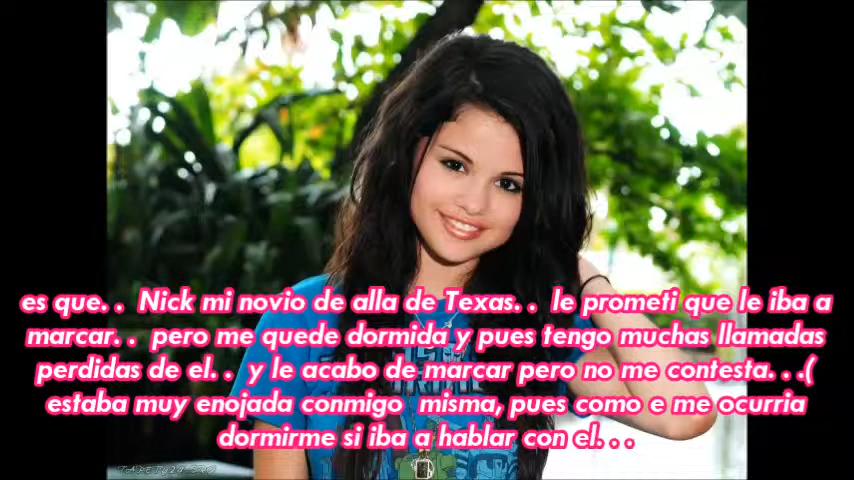 es que. . Nick mi novio de alla de Texas. . le prometi que le iba a
marcar. . pero me quede dormida y pues tengo muchas llamadas
perdidas de el. . y le acabo de marcar pero no me contesta. . .(
estaba muy enojada conmigo misma, pues como e me ocurria
dormirme si iba a hablar con el. . .